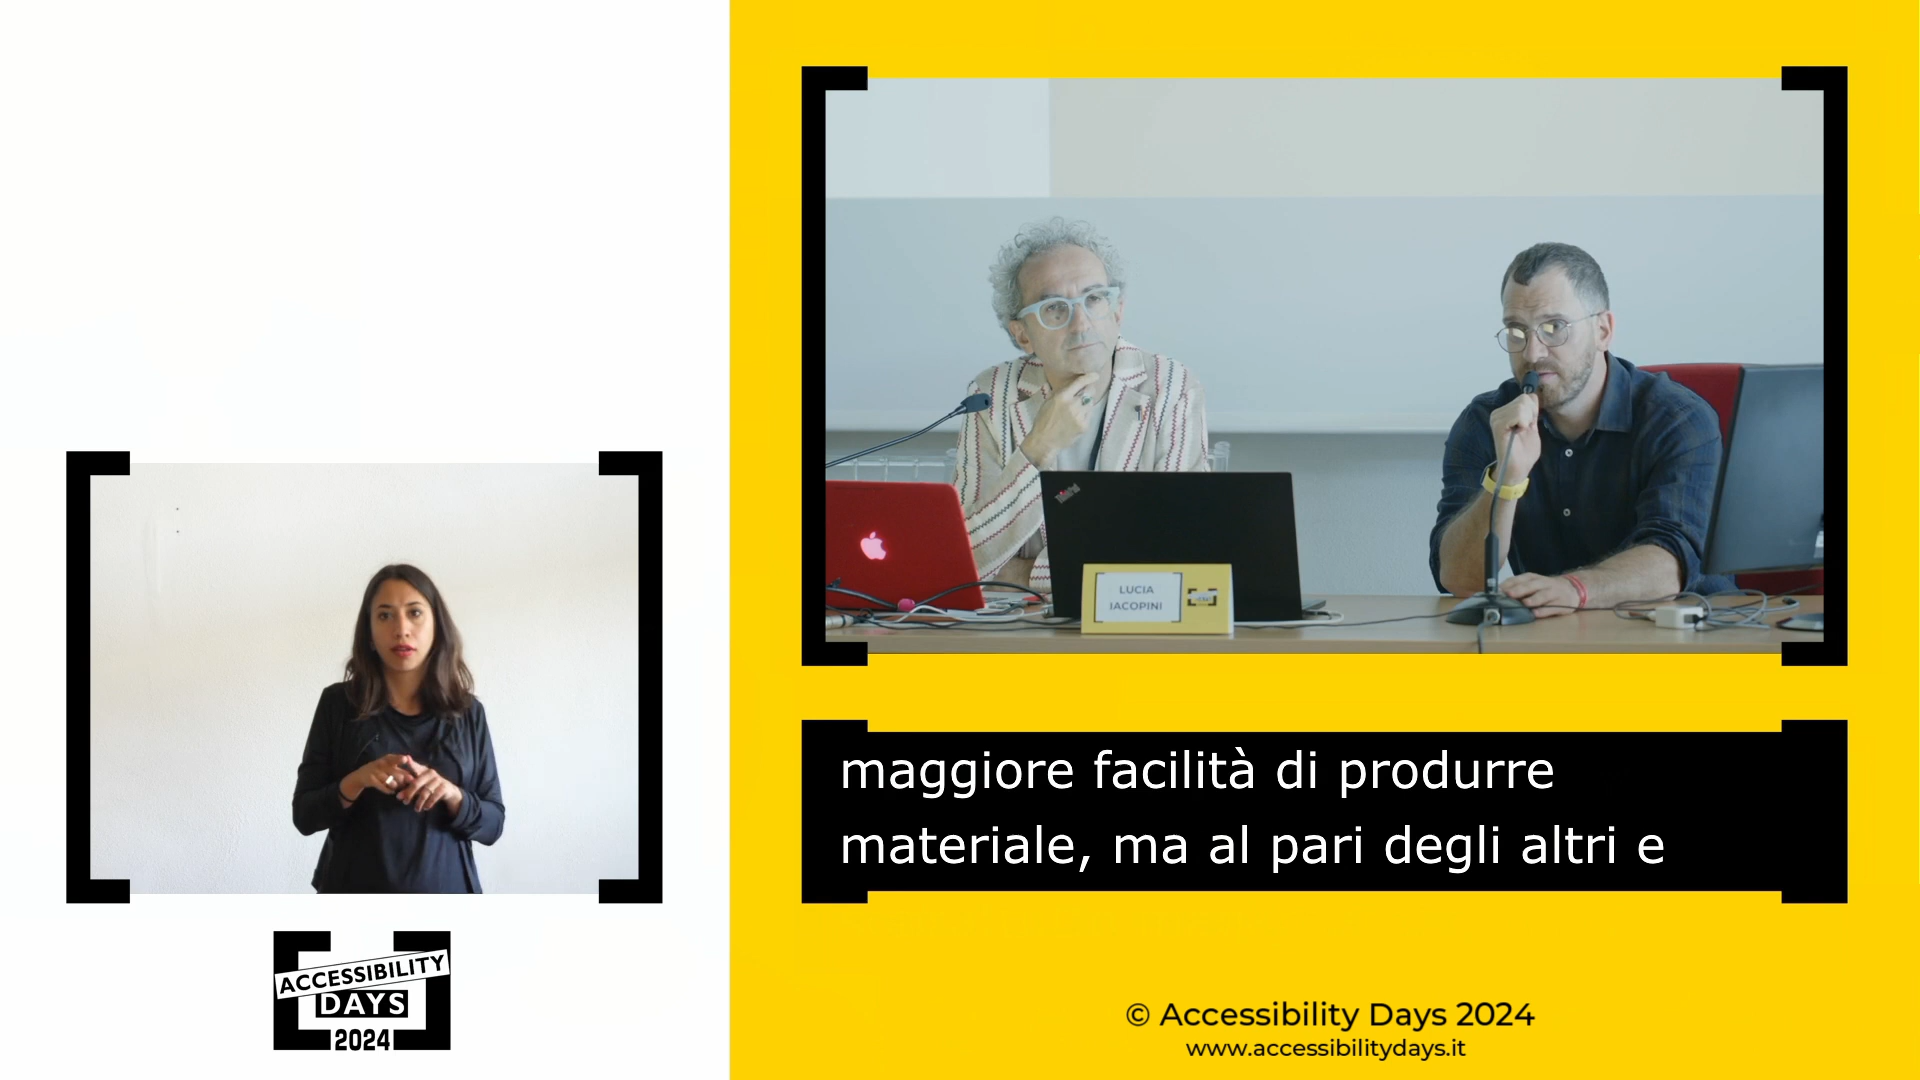 LUCIA
IACOPINI
maggiore facilità di produrre
materiale, ma al pari degli altri e
ACCESSIBILITY
DAYS
2024
© Accessibility Days 2024
www.accessibilitydays.it